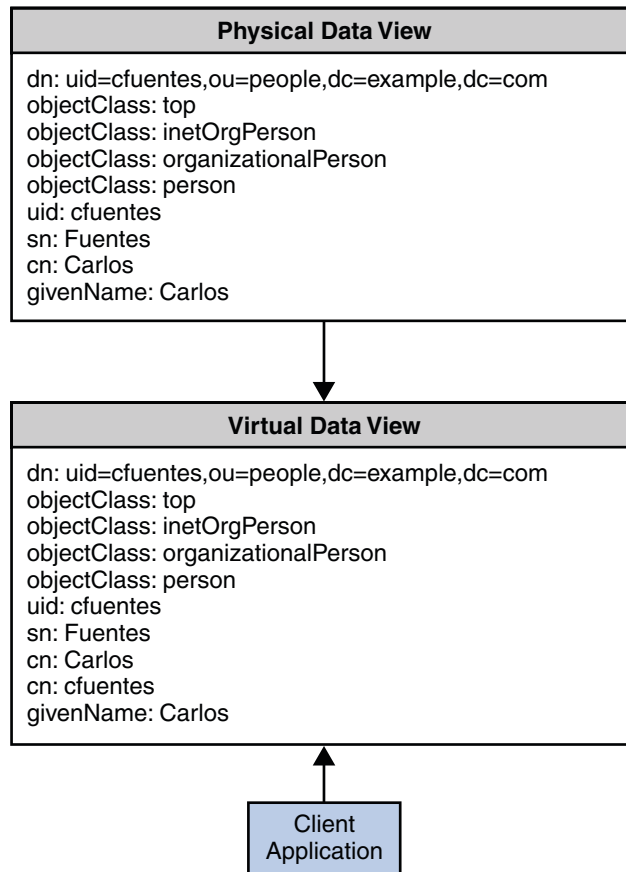 Physical Data View
dn: uid=cfuentes,ou=people,dc=example,dc=com
objectClass: top
objectClass: inetOrgPerson
objectClass: organizationalPerson
objectClass: person
uid: cfuentes
sn: Fuentes
cn: Carlos
givenName: Carlos
Virtual Data View
dn: uid=cfuentes,ou=people,dc=example,dc=com
objectClass: top
objectClass: inetOrgPerson
objectClass: organizationalPerson
objectClass: person
uid: cfuentes
sn: Fuentes
cn: Carlos
cn: cfuentes
givenName: Carlos
Client
Application